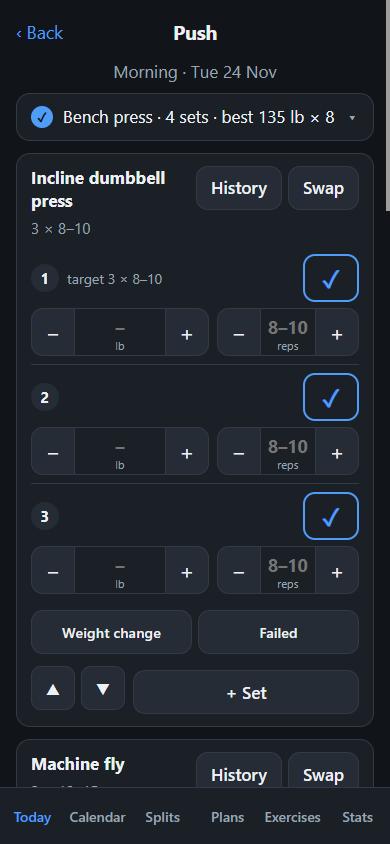 ‹ Back
Push
Morning · Tue 24 Nov
Bench press · 4 sets · best 135 lb × 8 ▾
Incline dumbbell
press
History
Swap
3 × 8–10
1 target 3 × 8–10 ✓
− – lb + − 8–10 reps +
2 ✓
− – lb + − 8–10 reps +
3 ✓
− – lb + − 8–10 reps +
Weight change
Failed
▲ ▼ + Set
Machine fly
History
Swap
Today Calendar Splits Plans Exercises Stats